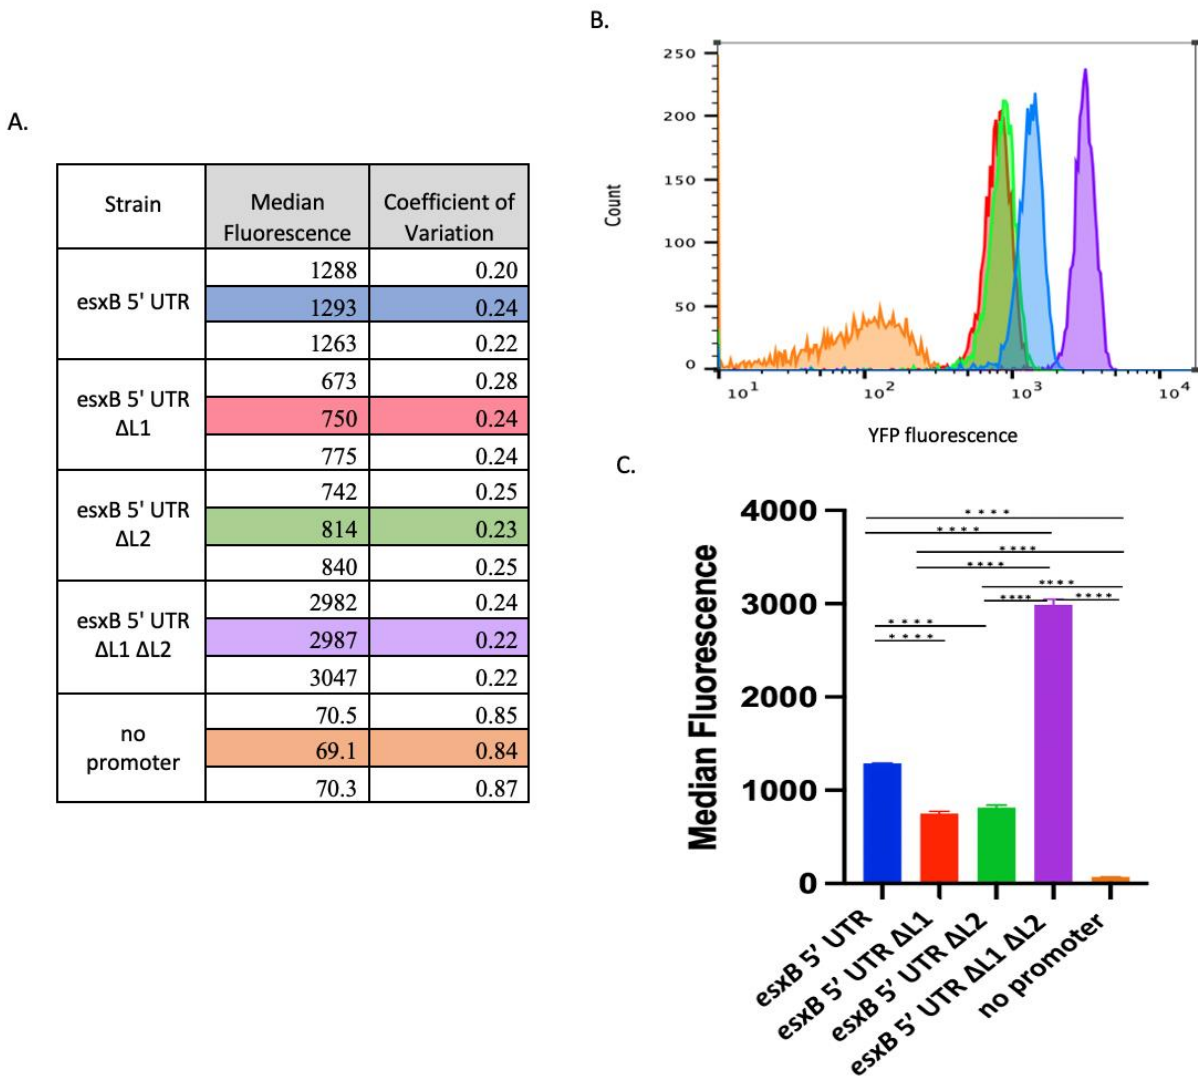 A.
Strain
Median
Fluorescence
Coefficient of
Variation
esxB 5' UTR
1288 0.20
1293 0.24
1263 0.22
esxB 5' UTR
ΔL1
673 0.28
750 0.24
775 0.24
esxB 5' UTR
ΔL2
742 0.25
814 0.23
840 0.25
esxB 5' UTR
ΔL1 ΔL2
2982 0.24
2987 0.22
3047 0.22
no
promoter
70.5 0.85
69.1 0.84
70.3 0.87
B.
250
200
150
100
50
0
Count
10¹ 10² 10³ 10⁴
YFP fluorescence
C.
4000
3000
2000
1000
0
Median Fluorescence
****
****
****
****
****
**** ****
****
****
esxB 5’ UTR
esxB 5’ UTR ΔL1
esxB 5’ UTR ΔL2
esxB 5’ UTR ΔL1 ΔL2
no promoter